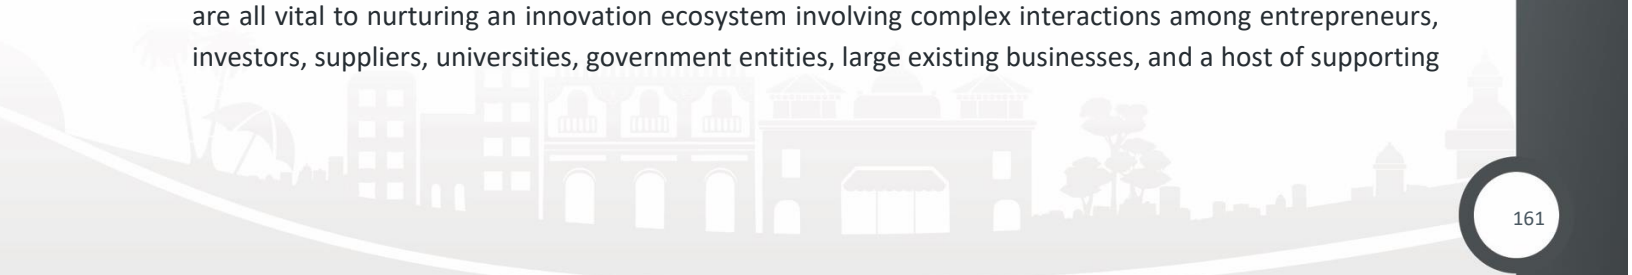 are all vital to nurturing an innovation ecosystem involving complex interactions among entrepreneurs,
investors, suppliers, universities, government entities, large existing businesses, and a host of supporting
161